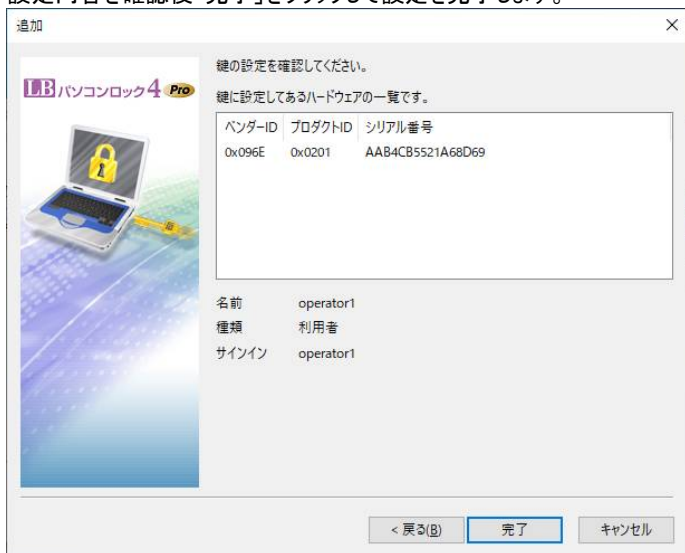 設定内容を確認後「完了」をクリックして設定を完了します。
追加
LB パソコンロック4 Pro
鍵の設定を確認してください。
鍵に設定してあるハードウェアの一覧です。
ベンダーID プロダクトID シリアル番号
0x096E 0x0201 AAB4CB5521A68D69
名前 operator1
種類 利用者
サインイン operator1
< 戻る(B) 完了 キャンセル